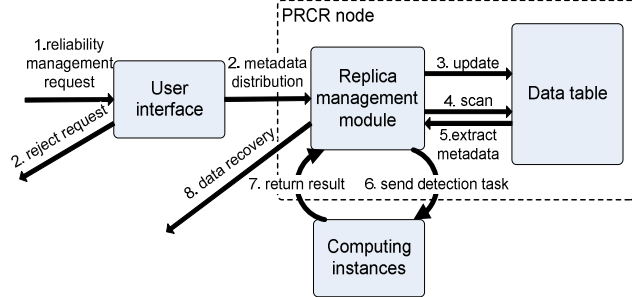 PRCR node
1.reliability
management
request
2. metadata
distribution
User
interface
Replica
management
module
3. update
4. scan
5.extract
metadata
Data table
2. reject request
8. data recovery
7. return result
6. send detection task
Computing
instances